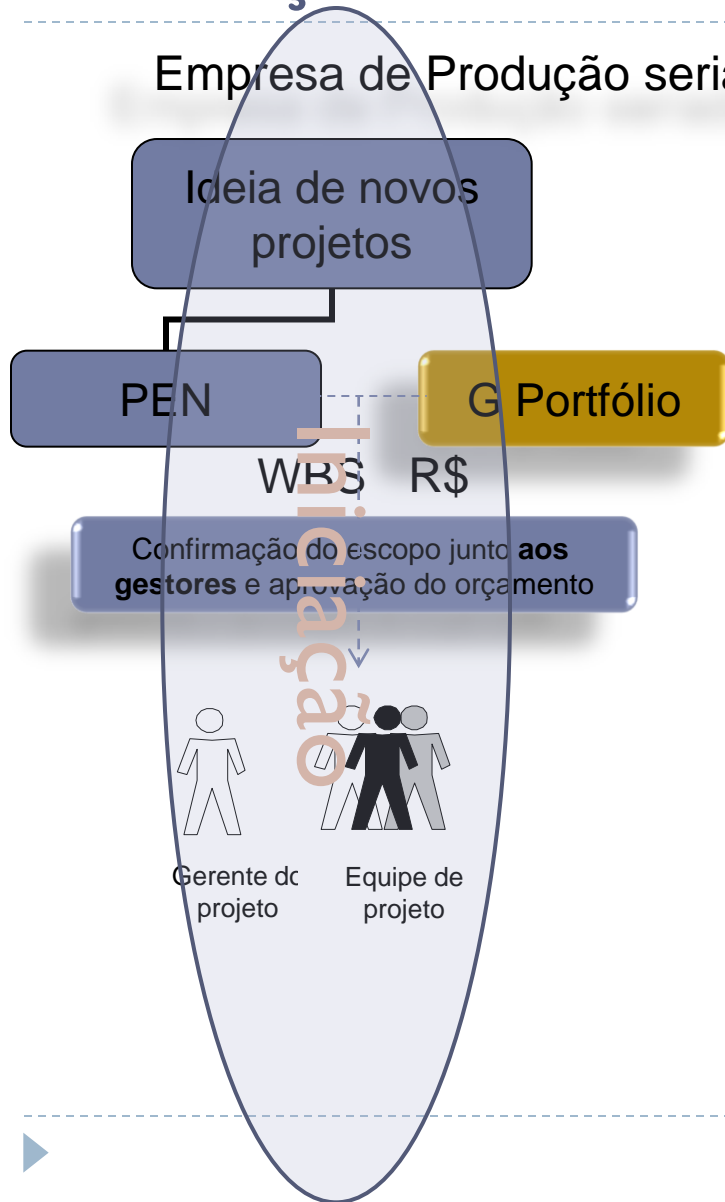 Empresa de Produção seria
Ideia de novos
projetos
PEN
G Portfólio
WBS R$
Confirmação do escopo junto aos
gestores e aprovação do orçamento
Iniciação
Gerente do
projeto
Equipe de
projeto